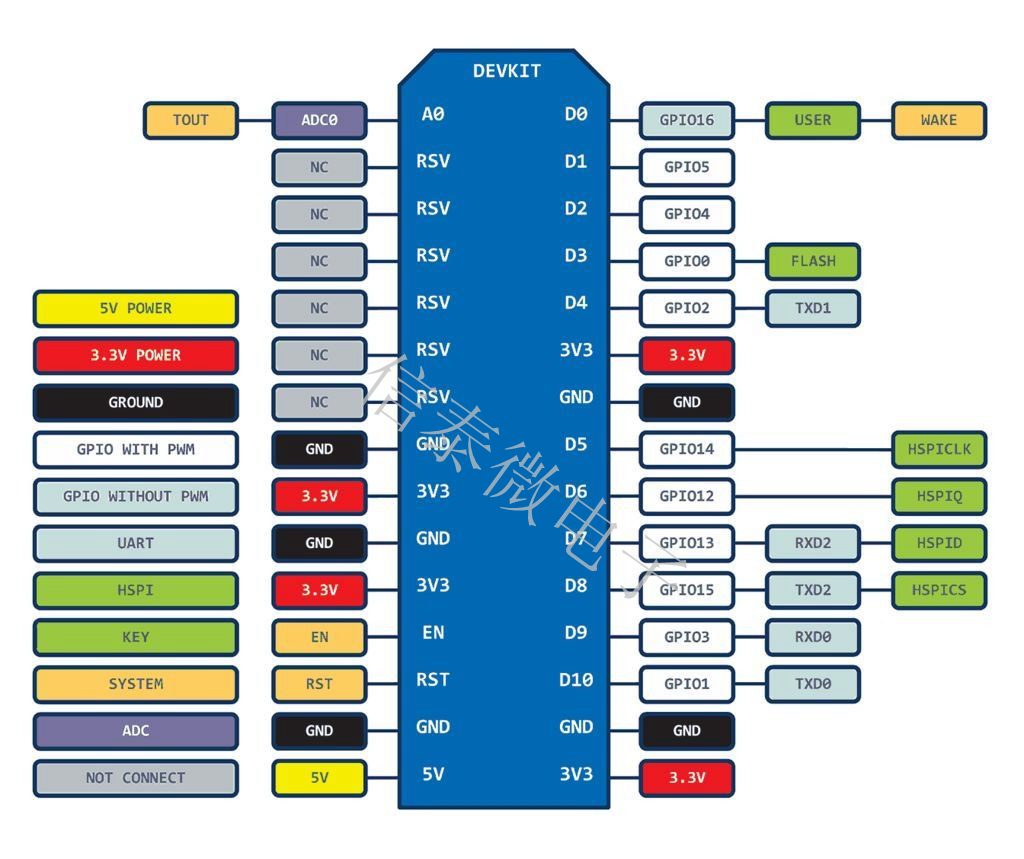 DEVKIT
TOUT ADC0 A0 D0 GPIO16 USER WAKE
NC RSV D1 GPIO5
NC RSV D2 GPIO4
NC RSV D3 GPIO0 FLASH
5V POWER NC RSV D4 GPIO2 TXD1
3.3V POWER NC RSV 3V3 3.3V
GROUND NC RSV GND GND
GPIO WITH PWM GND GND D5 GPIO14 HSPICLK
GPIO WITHOUT PWM 3.3V 3V3 D6 GPIO12 HSPIQ
UART GND GND D7 GPIO13 RXD2 HSPID
HSPI 3.3V 3V3 D8 GPIO15 TXD2 HSPICS
KEY EN EN D9 GPIO3 RXD0
SYSTEM RST RST D10 GPIO1 TXD0
ADC GND GND GND GND
NOT CONNECT 5V 5V 3V3 3.3V
信泰微电子